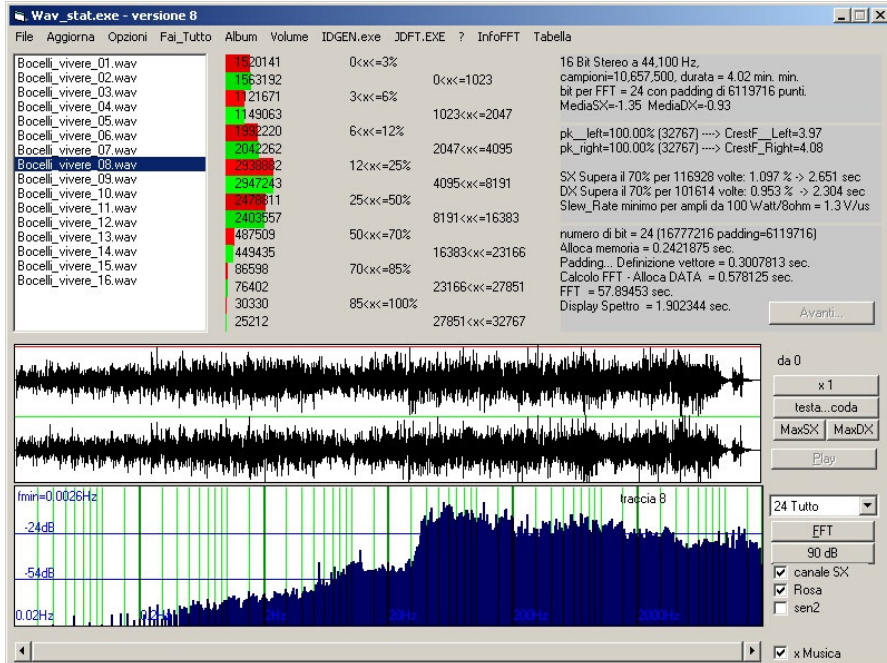 Wav_stat.exe - versione 8
File Aggiorna Opzioni Fai_Tutto Album Volume IDGEN.exe JDFT.EXE ? InfoFFT Tabella
Bocelli_vivere_01.wav
Bocelli_vivere_02.wav
Bocelli_vivere_03.wav
Bocelli_vivere_04.wav
Bocelli_vivere_05.wav
Bocelli_vivere_06.wav
Bocelli_vivere_07.wav
Bocelli_vivere_08.wav
Bocelli_vivere_09.wav
Bocelli_vivere_10.wav
Bocelli_vivere_11.wav
Bocelli_vivere_12.wav
Bocelli_vivere_13.wav
Bocelli_vivere_14.wav
Bocelli_vivere_15.wav
Bocelli_vivere_16.wav
1520141 0<x<=3%
1563192 0<x<=1023
1121671 3<x<=6%
1149063 1023<x<=2047
1992220 6<x<=12%
2042262 2047<x<=4095
2938882 12<x<=25%
2947243 4095<x<=8191
2478811 25<x<=50%
2403557 8191<x<=16383
487509 50<x<=70%
449435 16383<x<=23166
86598 70<x<=85%
76402 23166<x<=27851
30330 85<x<=100%
25212 27851<x<=32767
16 Bit Stereo a 44,100 Hz,
campioni=10,657,500, durata = 4.02 min. min.
bit per FFT = 24 con padding di 6119716 punti.
MediaSX=-1.35 MediaDX=-0.93
pk__left=100.00% (32767) ----> CrestF__Left=3.97
pk_right=100.00% (32767) ---> CrestF_Right=4.08
SX Supera il 70% per 116928 volte: 1.097 % -> 2.651 sec
DX Supera il 70% per 101614 volte: 0.953 % -> 2.304 sec
Slew_Rate minimo per ampli da 100 Watt/8ohm = 1.3 V/us
numero di bit = 24 (16777216 padding=6119716)
Alloca memoria = 0.2421875 sec.
Padding... Definizione vettore = 0.3007813 sec.
Calcolo FFT - Alloca DATA = 0.578125 sec.
FFT = 57.89453 sec.
Display Spettro = 1.902344 sec.
Avanti...
da 0
x 1
testa...coda
MaxSX MaxDX
Play
fmin=0.0026Hz
traccia 8
-24dB
-54dB
0.02Hz 0.2Hz 2Hz 20Hz 200Hz 2000Hz
24 Tutto
FFT
90 dB
canale SX
Rosa
sen2
x Musica